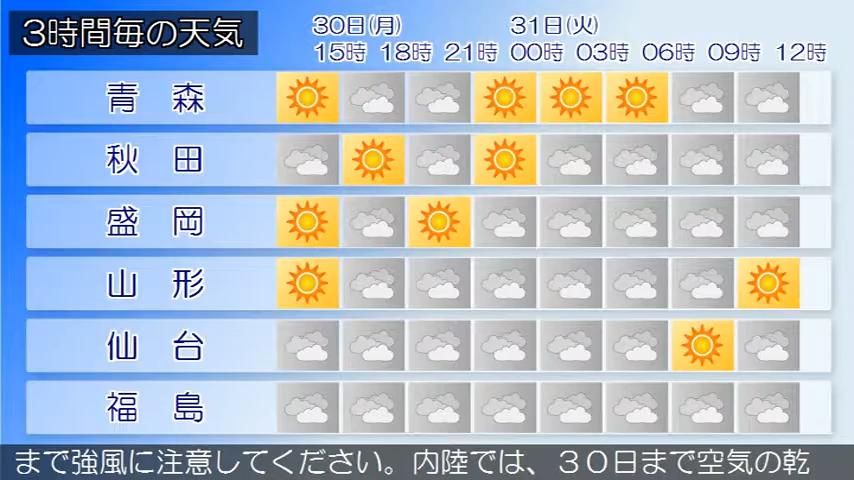 3時間毎の天気
30日(月) 31日(火)
15時 18時 21時 00時 03時 06時 09時 12時
青 森
秋 田
盛 岡
山 形
仙 台
福 島
まで強風に注意してください。内陸では、３０日まで空気の乾